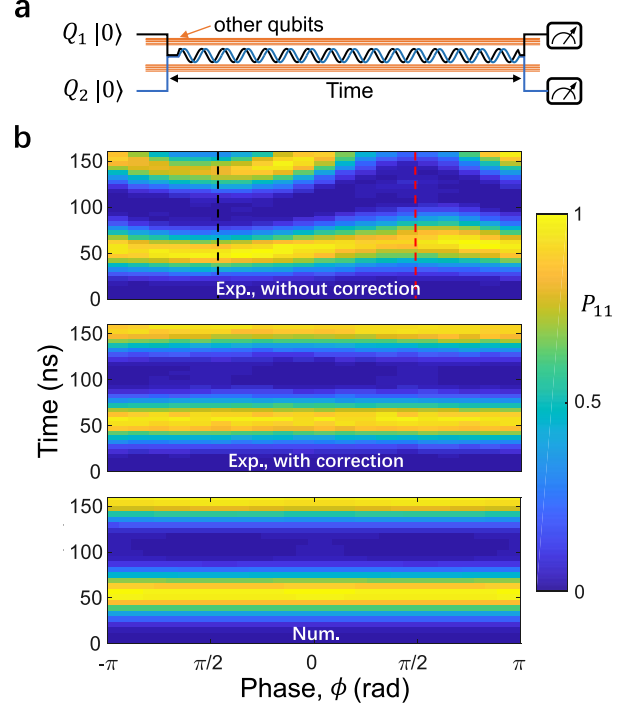 a
other qubits
Q1 |0⟩
Q2 |0⟩
Time
b
150
100
50
0
Exp., without correction
150
100
50
0
Exp., with correction
150
100
50
0
Num.
Time (ns)
-π π/2 0 π/2 π
Phase, ϕ (rad)
1
P11
0.5
0